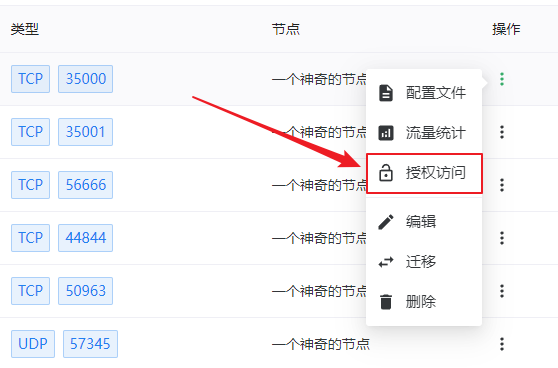 类型 节点 操作
TCP 35000 一个神奇的节点
配置文件
TCP 35001 一个神奇的节点
流量统计
授权访问
TCP 56666 一个神奇的节点
编辑
TCP 44844 一个神奇的节点
迁移
TCP 50963 一个神奇的节点
删除
UDP 57345 一个神奇的节点